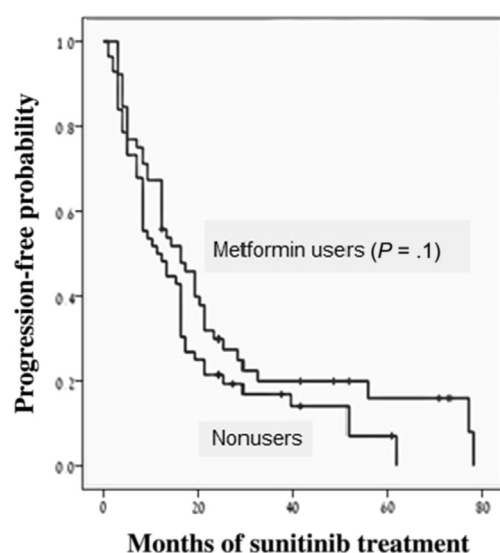 Progression-free probability
1.0
0.8
0.6
0.4
0.2
0.0
Metformin users (P = .1)
Nonusers
0 20 40 60 80
Months of sunitinib treatment